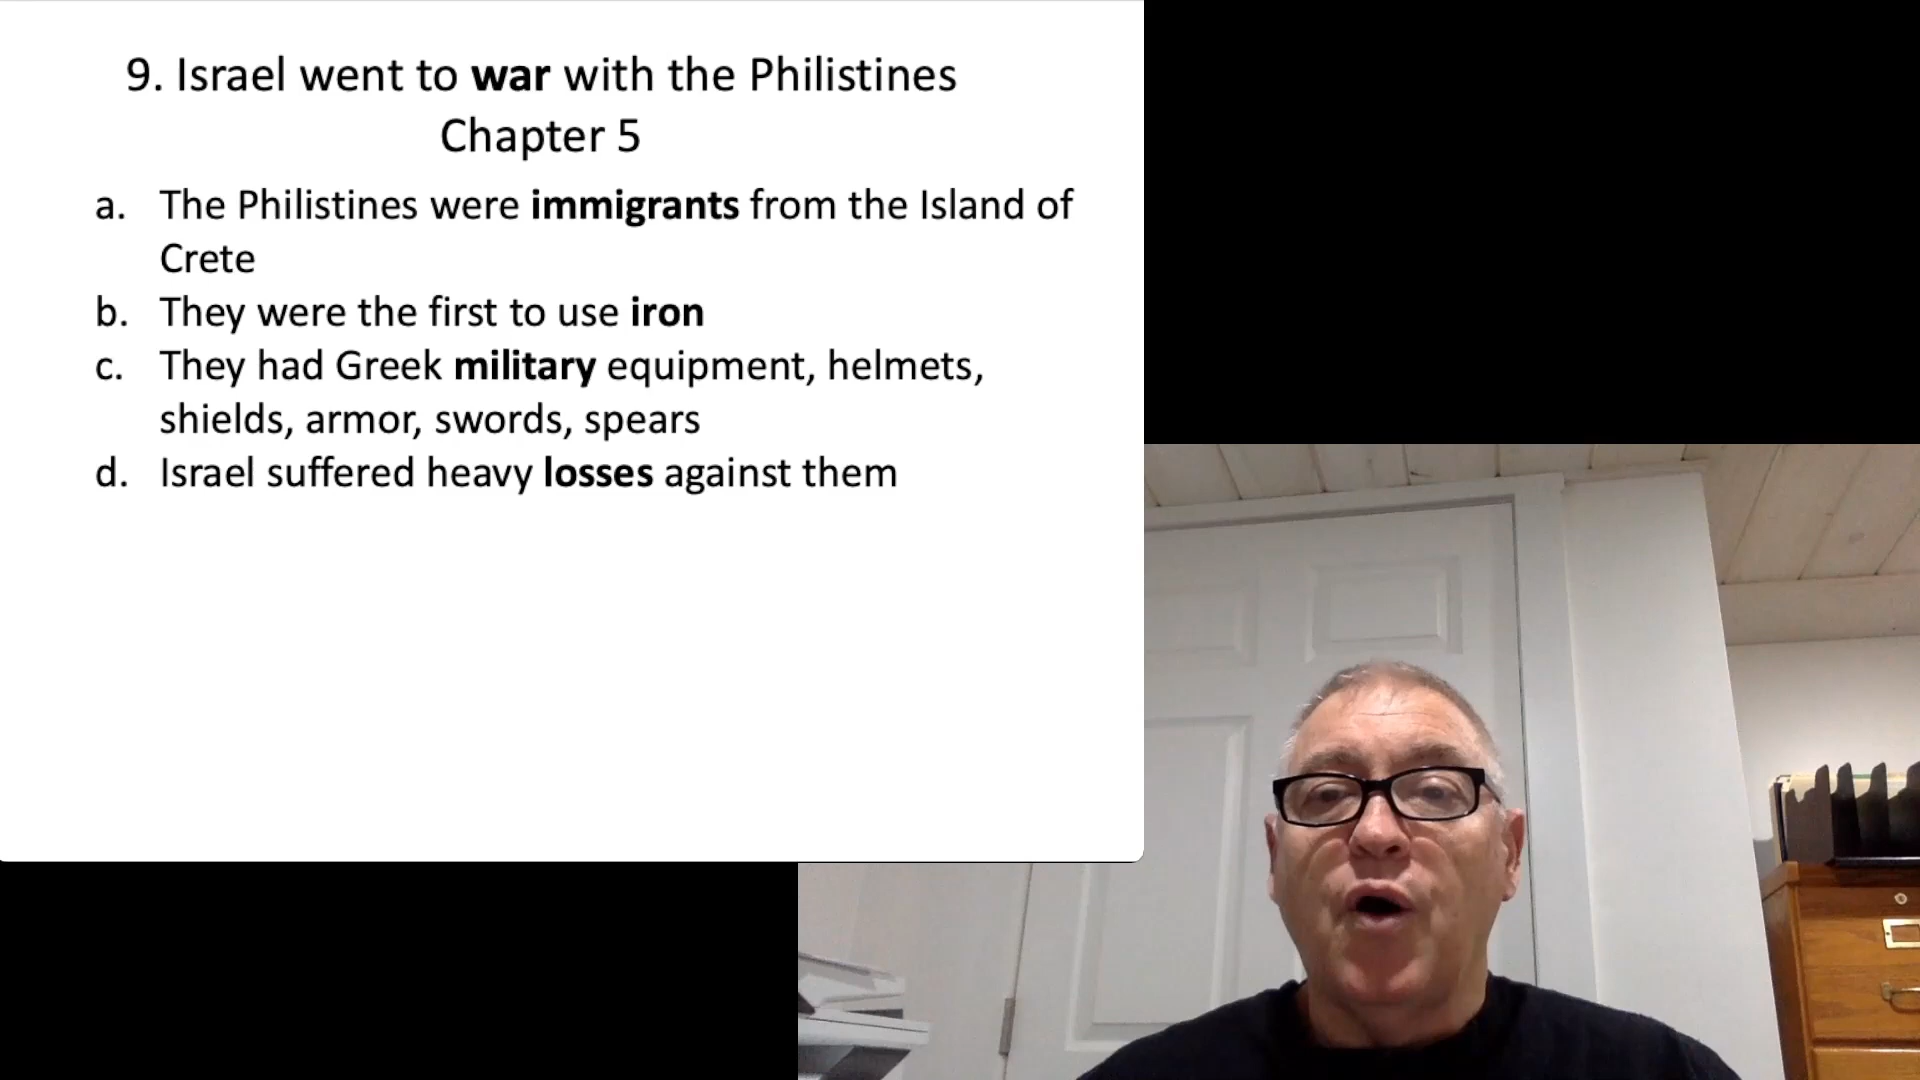 9. Israel went to war with the Philistines
Chapter 5
a. The Philistines were immigrants from the Island of
Crete
b. They were the first to use iron
c. They had Greek military equipment, helmets,
shields, armor, swords, spears
d. Israel suffered heavy losses against them